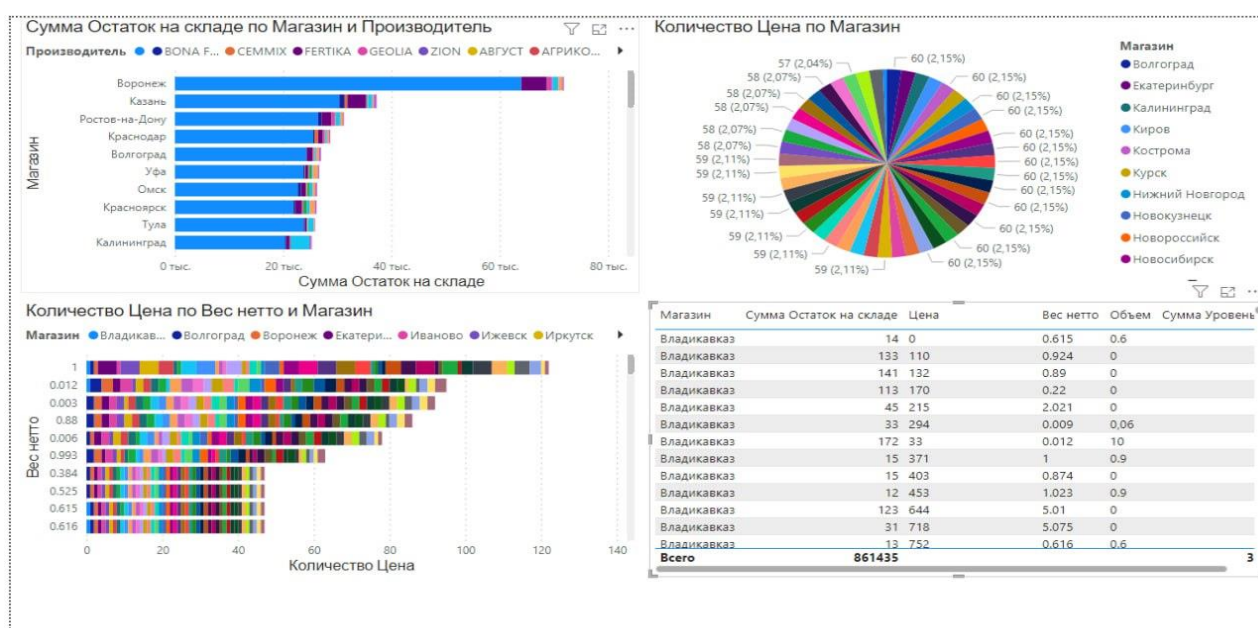 Сумма Остаток на складе по Магазин и Производитель
Производитель BONA F... CEMMIX FERTIKA GEOLIA ZION АВГУСТ АГРИКО...
Магазин
Воронеж
Казань
Ростов-на-Дону
Краснодар
Волгоград
Уфа
Омск
Красноярск
Тула
Калининград
0 тыс. 20 тыс. 40 тыс. 60 тыс. 80 тыс.
Сумма Остаток на складе
Количество Цена по Магазин
57 (2,04%)
58 (2,07%)
58 (2,07%)
58 (2,07%)
58 (2,07%)
59 (2,11%)
59 (2,11%)
59 (2,11%)
59 (2,11%)
59 (2,11%)
59 (2,11%)
60 (2,15%)
60 (2,15%)
60 (2,15%)
60 (2,15%)
60 (2,15%)
60 (2,15%)
60 (2,15%)
60 (2,15%)
60 (2,15%)
60 (2,15%)
60 (2,15%)
60 (2,15%)
Магазин
Волгоград
Екатеринбург
Калининград
Киров
Кострома
Курск
Нижний Новгород
Новокузнецк
Новороссийск
Новосибирск
Количество Цена по Вес нетто и Магазин
Магазин Владикав... Волгоград Воронеж Екатери... Иваново Ижевск Иркутск
Вес нетто
1
0.012
0.003
0.88
0.006
0.993
0.384
0.525
0.615
0.616
0 20 40 60 80 100 120 140
Количество Цена
Магазин Сумма Остаток на складе Цена Вес нетто Объем Сумма Уровень
Владикавказ 14 0 0.615 0.6
Владикавказ 133 110 0.924 0
Владикавказ 141 132 0.89 0
Владикавказ 113 170 0.22 0
Владикавказ 45 215 2.021 0
Владикавказ 33 294 0.009 0,06
Владикавказ 172 33 0.012 10
Владикавказ 15 371 1 0.9
Владикавказ 15 403 0.874 0
Владикавказ 12 453 1.023 0.9
Владикавказ 123 644 5.01 0
Владикавказ 31 718 5.075 0
Владикавказ 13 752 0.616 0.6
Всего 861435 3